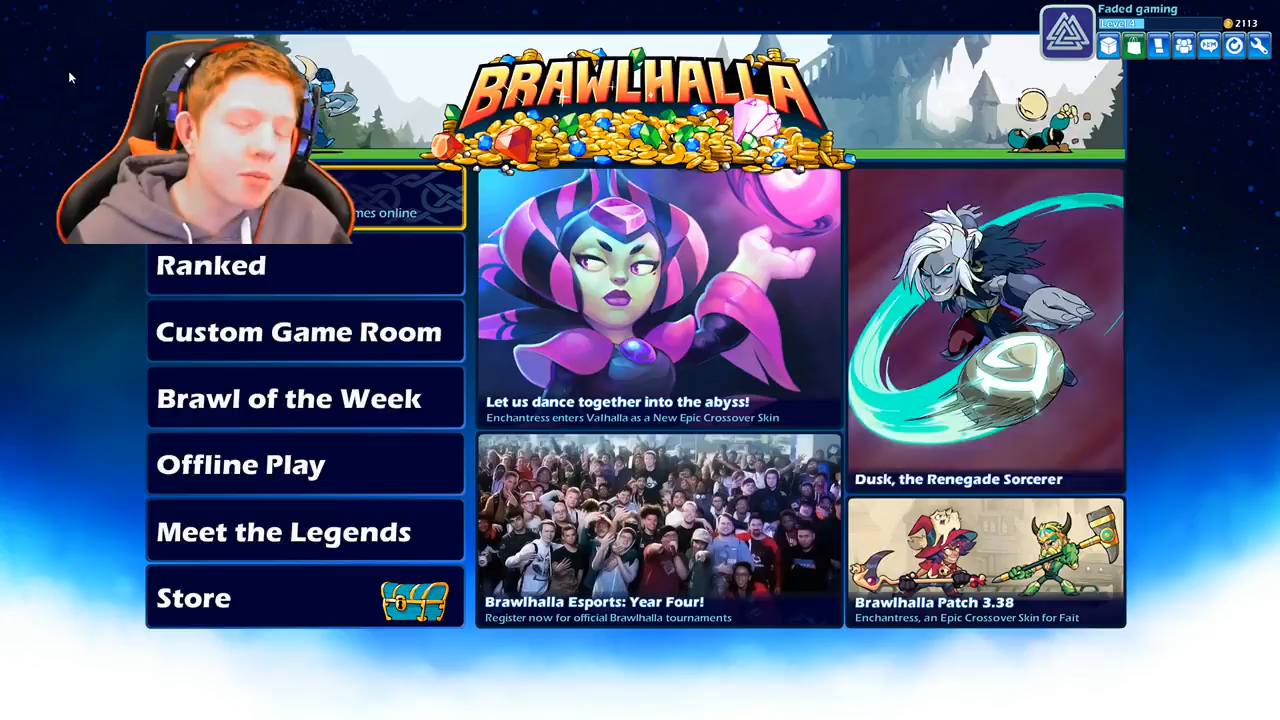 Faded gaming
Level 4
2113
BRAWLHALLA
mes online
Ranked
Custom Game Room
Brawl of the Week
Offline Play
Meet the Legends
Store
Let us dance together into the abyss!
Enchantress enters Valhalla as a New Epic Crossover Skin
Brawlhalla Esports: Year Four!
Register now for official Brawlhalla tournaments
Dusk, the Renegade Sorcerer
Brawlhalla Patch 3.38
Enchantress, an Epic Crossover Skin for Fait